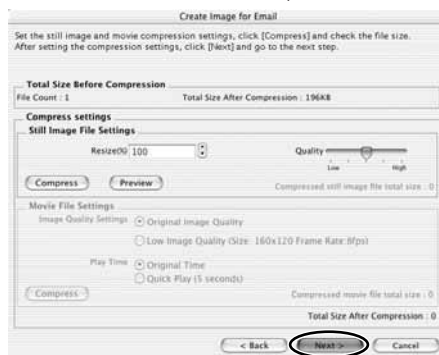 Create Image for Email
Set the still image and movie compression settings, click [Compress] and check the file size.
After setting the compression settings, click [Next] and go to the next step.
Total Size Before Compression
File Count : 1 Total Size After Compression : 196KB
Compress settings
Still Image File Settings
Resize(%) 100 Quality
Low High
Compress Preview Compressed still image file total size : 0
Movie File Settings
Image Quality Settings Original Image Quality
Low Image Quality (Size: 160x120 Frame Rate:8fps)
Play Time Original Time
Quick Play (5 seconds)
Compress Compressed movie file total size : 0
Total Size After Compression : 0
< Back Next > Cancel